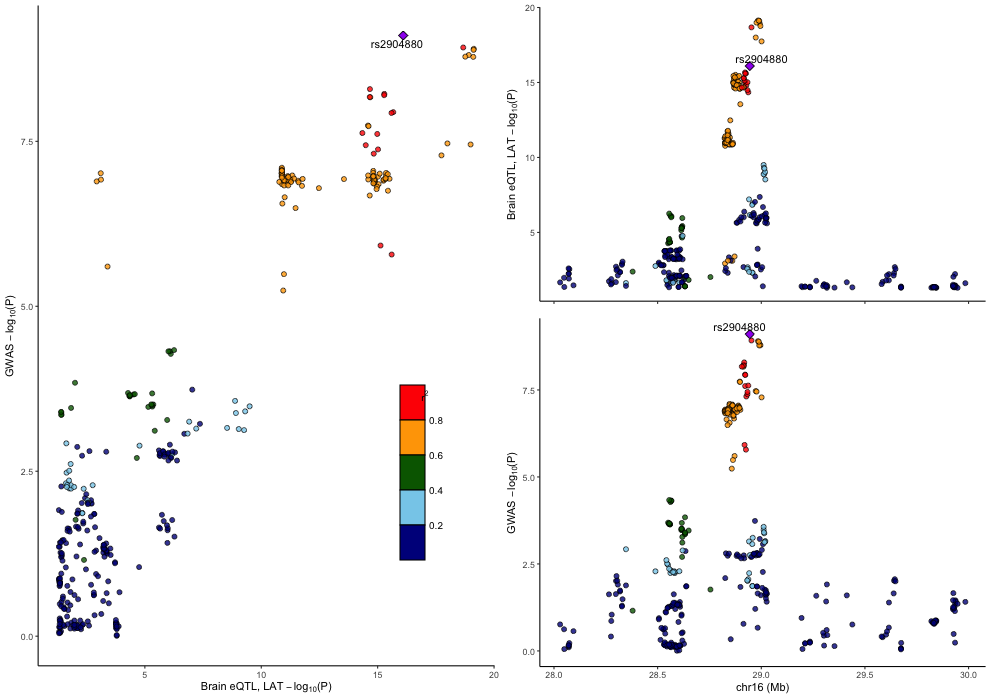 rs2904880
7.5
5.0
2.5
0.0
GWAS −log10(P)
5
10
15
20
Brain eQTL, LAT −log10(P)
r2
0.8
0.6
0.4
0.2
20
15
10
5
Brain eQTL, LAT −log10(P)
rs2904880
rs2904880
7.5
5.0
2.5
0.0
GWAS −log10(P)
28.0
28.5
29.0
29.5
30.0
chr16 (Mb)